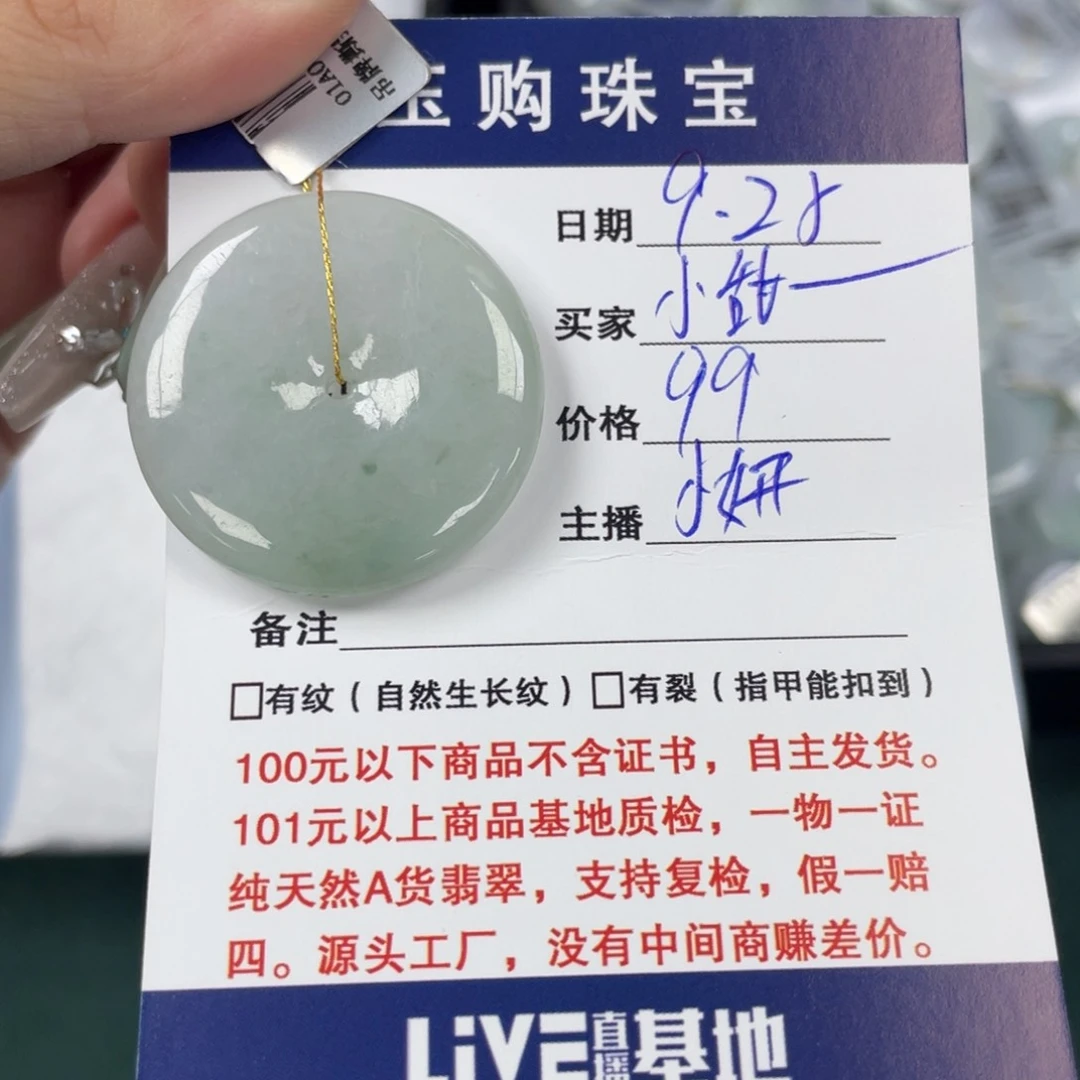 吊牌撕
01AO
玉购珠宝
日期 9.28
买家 小
价格 99
主播 小妍
备注
□有纹（自然生长纹）□有裂（指甲能扣到）
100元以下商品不含证书，自主发货。
101元以上商品基地质检，一物一证
纯天然A货翡翠，支持复检，假一赔
四。源头工厂，没有中间商赚差价。
LiVE直播基地